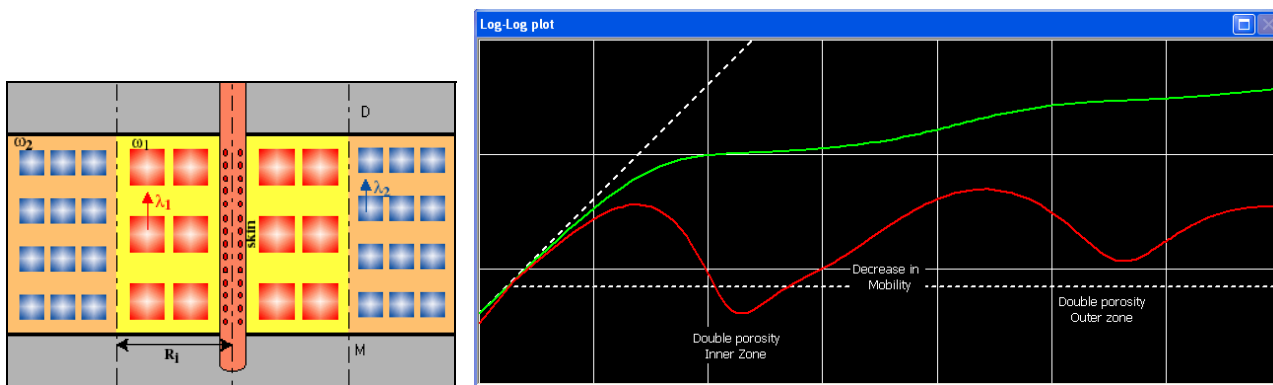 ω2
ω1
λ1
λ2
skin
D
M
Ri
Log-Log plot
Decrease in
Mobility
Double porosity
Inner Zone
Double porosity
Outer zone